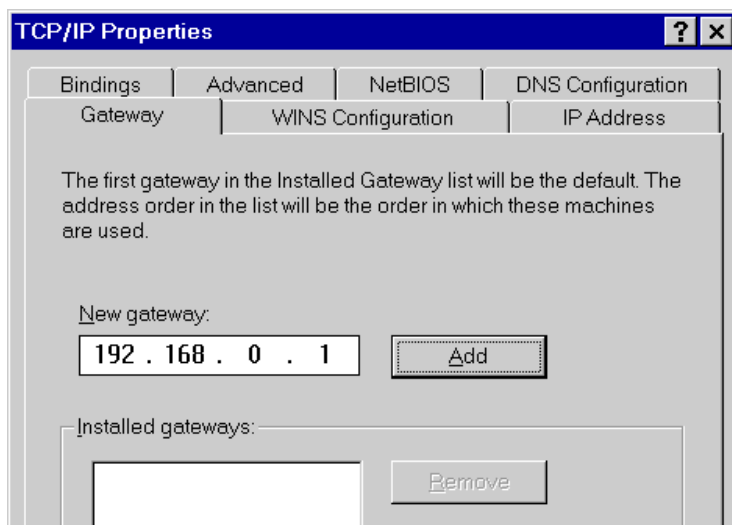 TCP/IP Properties
? ×
Bindings Advanced NetBIOS DNS Configuration
Gateway WINS Configuration IP Address
The first gateway in the Installed Gateway list will be the default. The
address order in the list will be the order in which these machines
are used.
New gateway:
192 . 168 . 0 . 1 Add
Installed gateways:
Remove